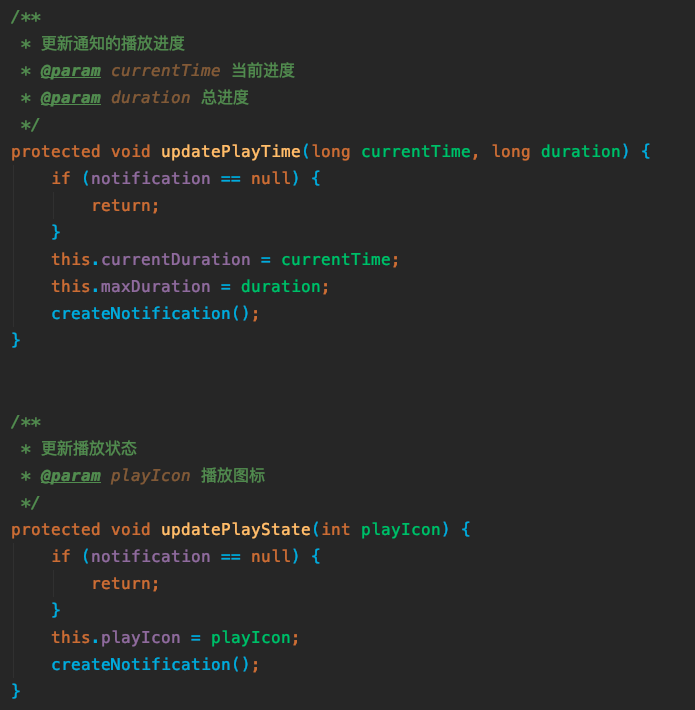 /**
 * 更新通知的播放进度
 * @param currentTime 当前进度
 * @param duration 总进度
 */
protected void updatePlayTime(long currentTime, long duration) {
    if (notification == null) {
        return;
    }
    this.currentDuration = currentTime;
    this.maxDuration = duration;
    createNotification();
}
/**
 * 更新播放状态
 * @param playIcon 播放图标
 */
protected void updatePlayState(int playIcon) {
    if (notification == null) {
        return;
    }
    this.playIcon = playIcon;
    createNotification();
}